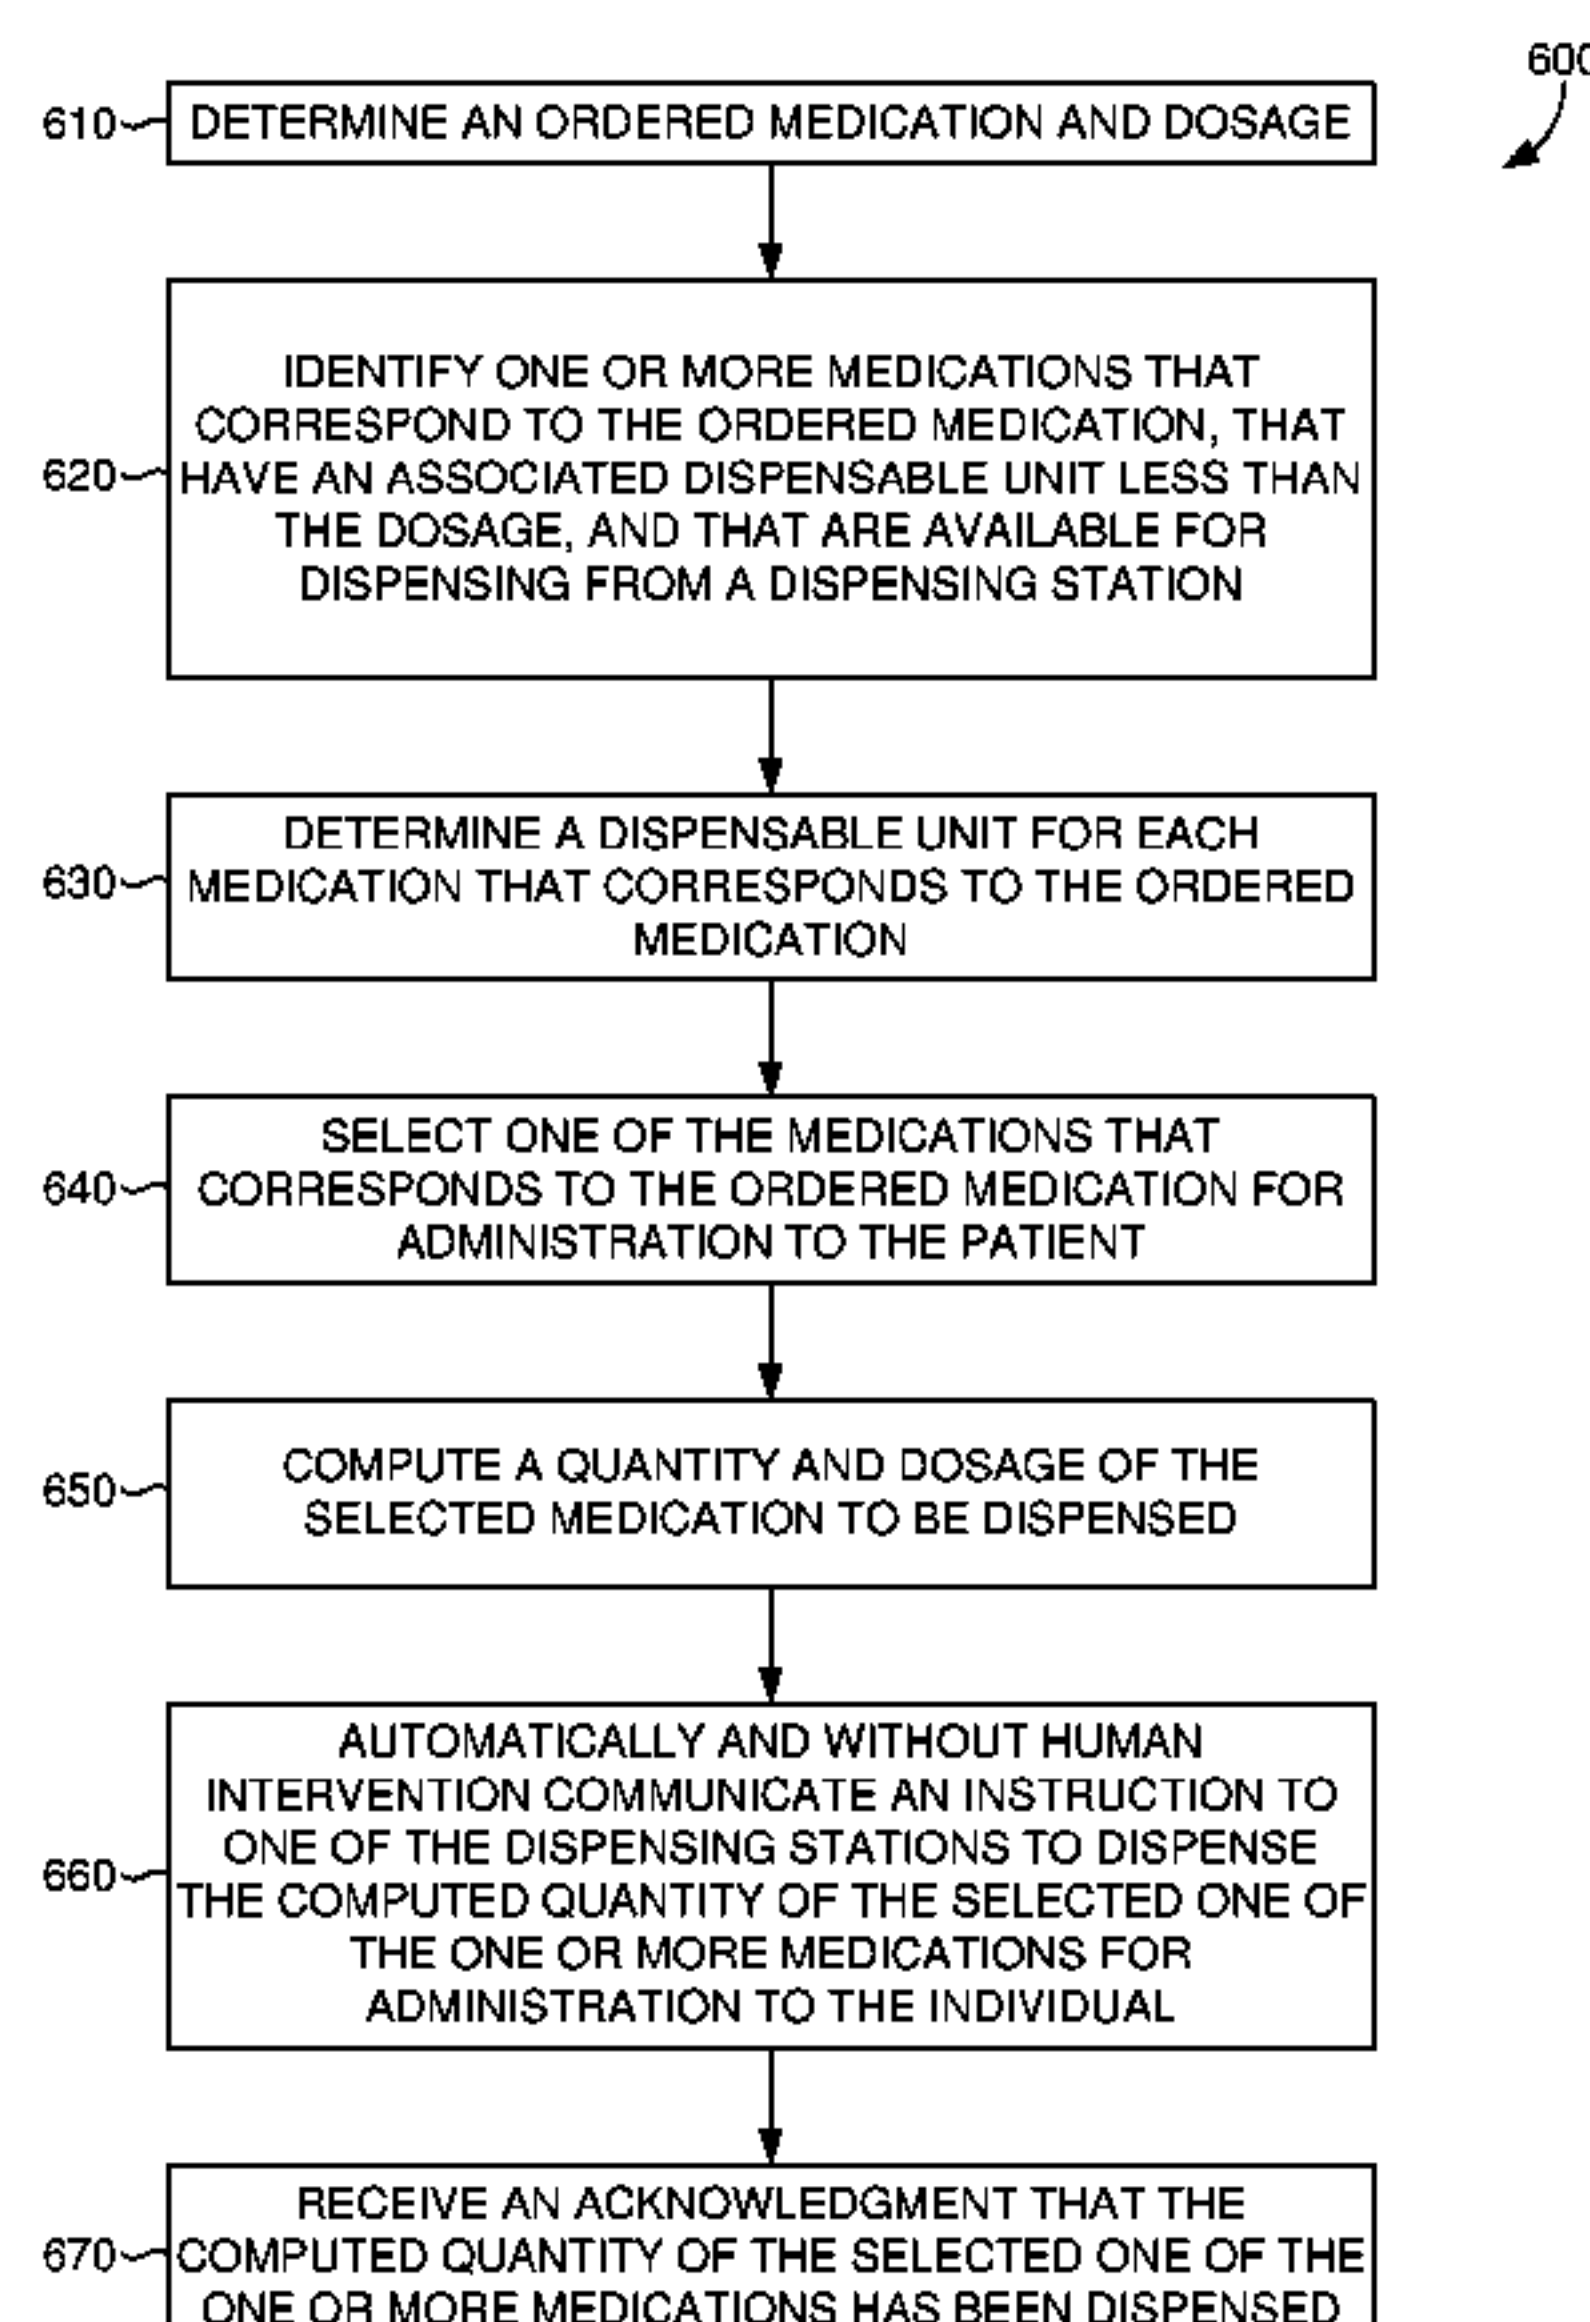 600
610 DETERMINE AN ORDERED MEDICATION AND DOSAGE
IDENTIFY ONE OR MORE MEDICATIONS THAT
CORRESPOND TO THE ORDERED MEDICATION, THAT
620 HAVE AN ASSOCIATED DISPENSABLE UNIT LESS THAN
THE DOSAGE, AND THAT ARE AVAILABLE FOR
DISPENSING FROM A DISPENSING STATION
DETERMINE A DISPENSABLE UNIT FOR EACH
630 MEDICATION THAT CORRESPONDS TO THE ORDERED
MEDICATION
SELECT ONE OF THE MEDICATIONS THAT
640 CORRESPONDS TO THE ORDERED MEDICATION FOR
ADMINISTRATION TO THE PATIENT
650
COMPUTE A QUANTITY AND DOSAGE OF THE
SELECTED MEDICATION TO BE DISPENSED
AUTOMATICALLY AND WITHOUT HUMAN
INTERVENTION COMMUNICATE AN INSTRUCTION TO
ONE OF THE DISPENSING STATIONS TO DISPENSE
660 THE COMPUTED QUANTITY OF THE SELECTED ONE OF
THE ONE OR MORE MEDICATIONS FOR
ADMINISTRATION TO THE INDIVIDUAL
RECEIVE AN ACKNOWLEDGMENT THAT THE
670 COMPUTED QUANTITY OF THE SELECTED ONE OF THE
ONE OR MORE MEDICATIONS HAS BEEN DISPENSED